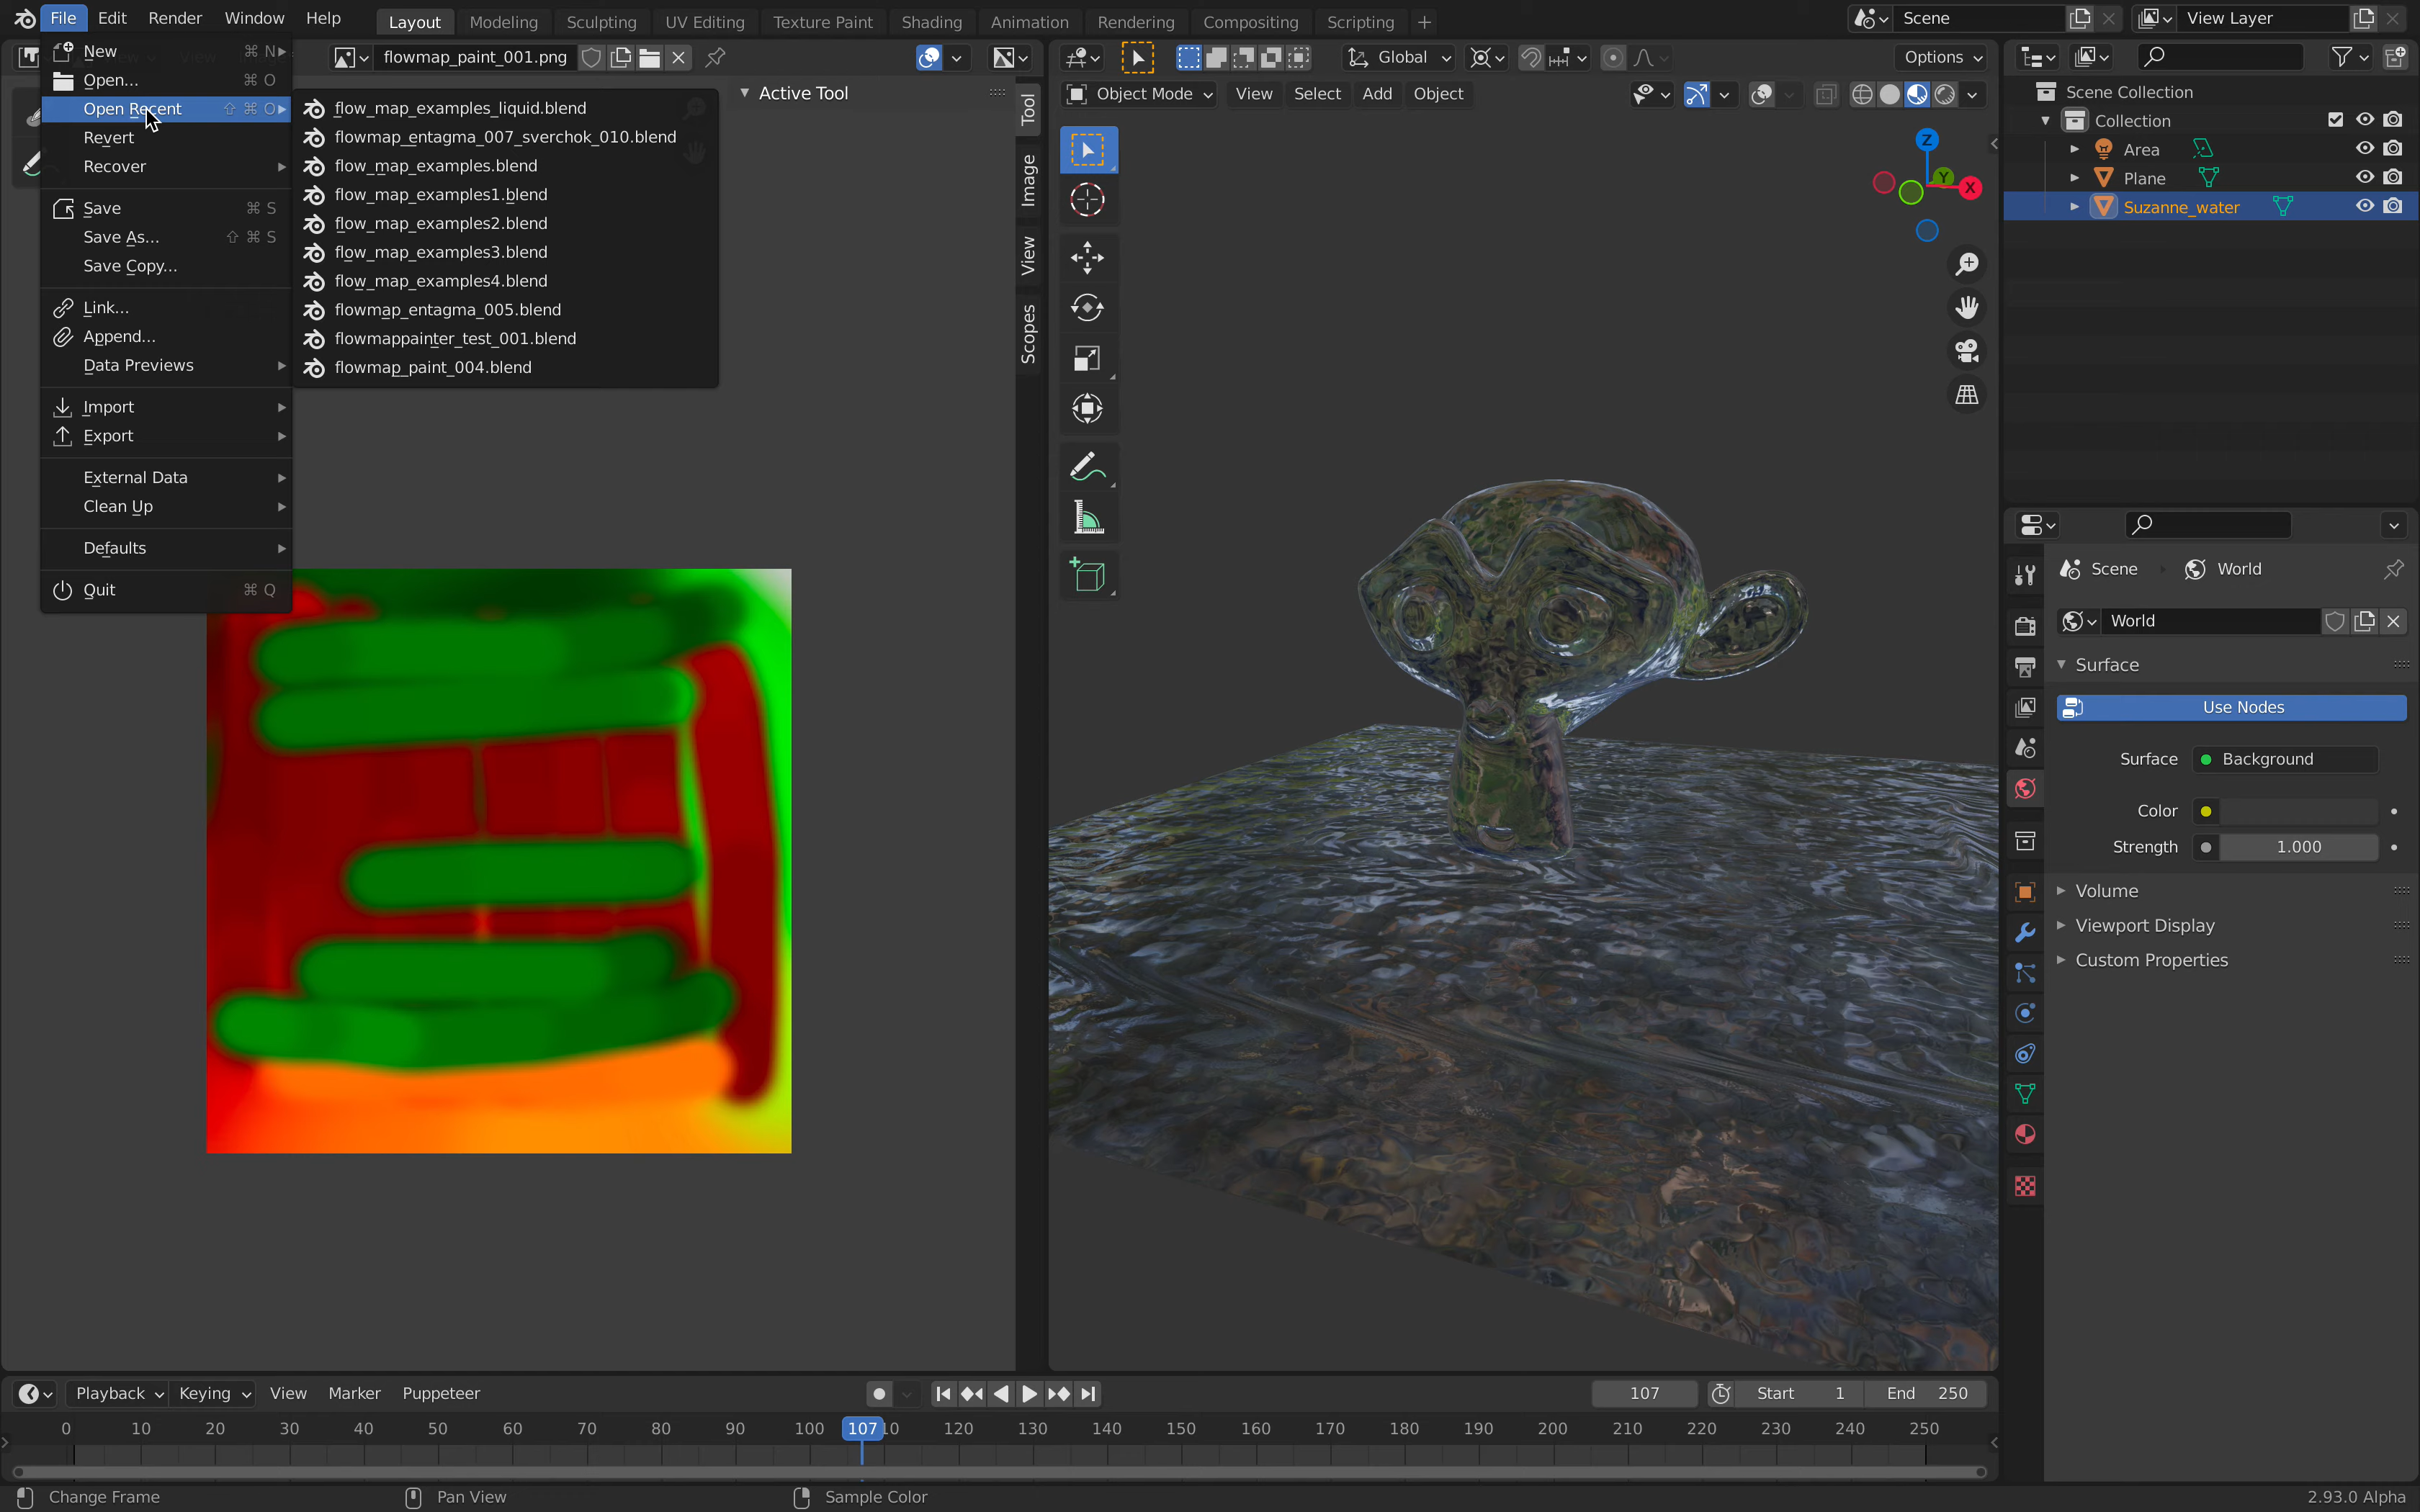 File Edit Render Window Help Layout Modeling Sculpting UV Editing Texture Paint Shading Animation Rendering Compositing Scripting + Scene View Layer
flowmap_paint_001.png Global Options
New ⌘ N
Open... ⌘ O
Open Recent ⇧ ⌘ O
Revert
Recover
Save ⌘ S
Save As... ⇧ ⌘ S
Save Copy...
Link...
Append...
Data Previews
Import
Export
External Data
Clean Up
Defaults
Quit ⌘ Q
flow_map_examples_liquid.blend
flowmap_entagma_007_sverchok_010.blend
flow_map_examples.blend
flow_map_examples1.blend
flow_map_examples2.blend
flow_map_examples3.blend
flow_map_examples4.blend
flowmap_entagma_005.blend
flowmappainter_test_001.blend
flowmap_paint_004.blend
Active Tool
Tool
Image
View
Scopes
Object Mode View Select Add Object
Z
Y
X
Scene Collection
Collection
Area
Plane
Suzanne_water
Scene World
World
Surface
Use Nodes
Surface Background
Color
Strength 1.000
Volume
Viewport Display
Custom Properties
Playback Keying View Marker Puppeteer 107 Start 1 End 250
0 10 20 30 40 50 60 70 80 90 100 107 120 130 140 150 160 170 180 190 200 210 220 230 240 250
Change Frame Pan View Sample Color 2.93.0 Alpha